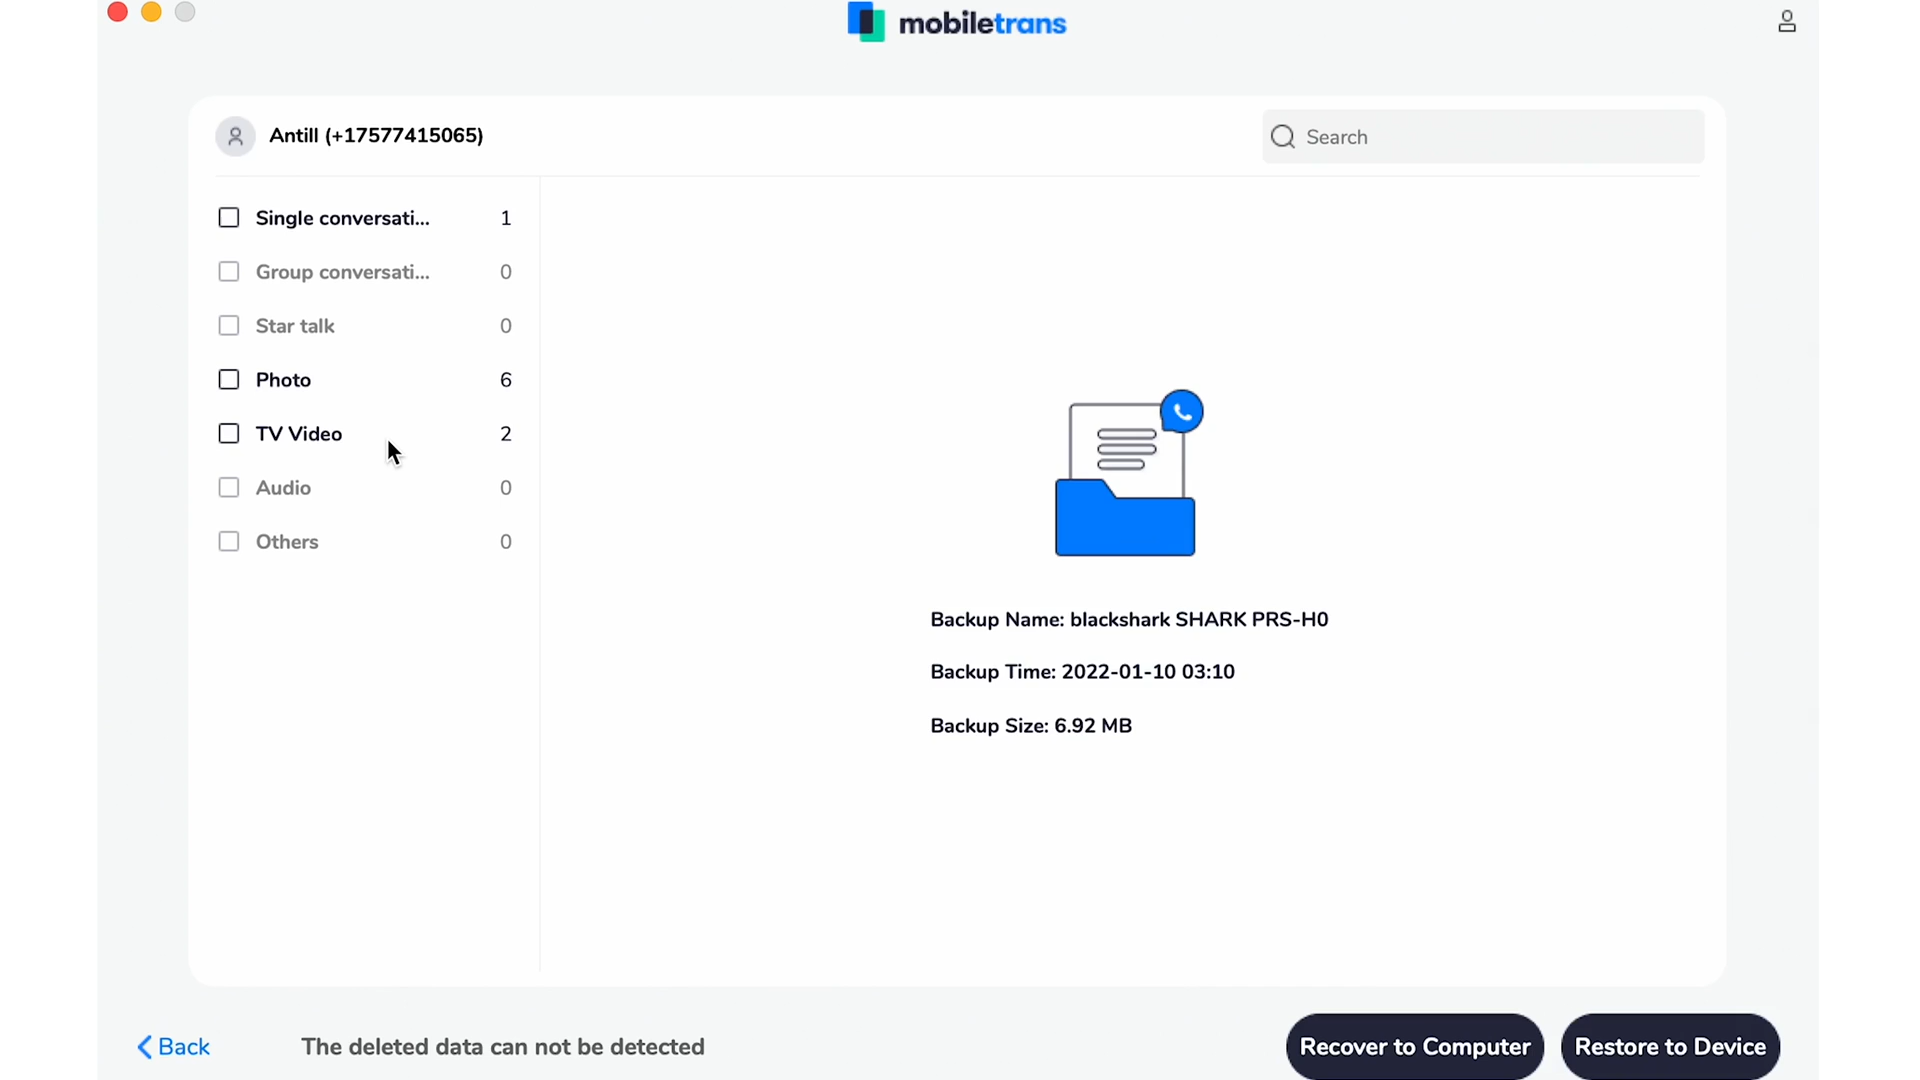 mobiletrans
Antill (+17577415065)
Search
Single conversati... 1
Group conversati... 0
Star talk 0
Photo 6
TV Video 2
Audio 0
Others 0
Backup Name: blackshark SHARK PRS-H0
Backup Time: 2022-01-10 03:10
Backup Size: 6.92 MB
Back
The deleted data can not be detected
Recover to Computer
Restore to Device